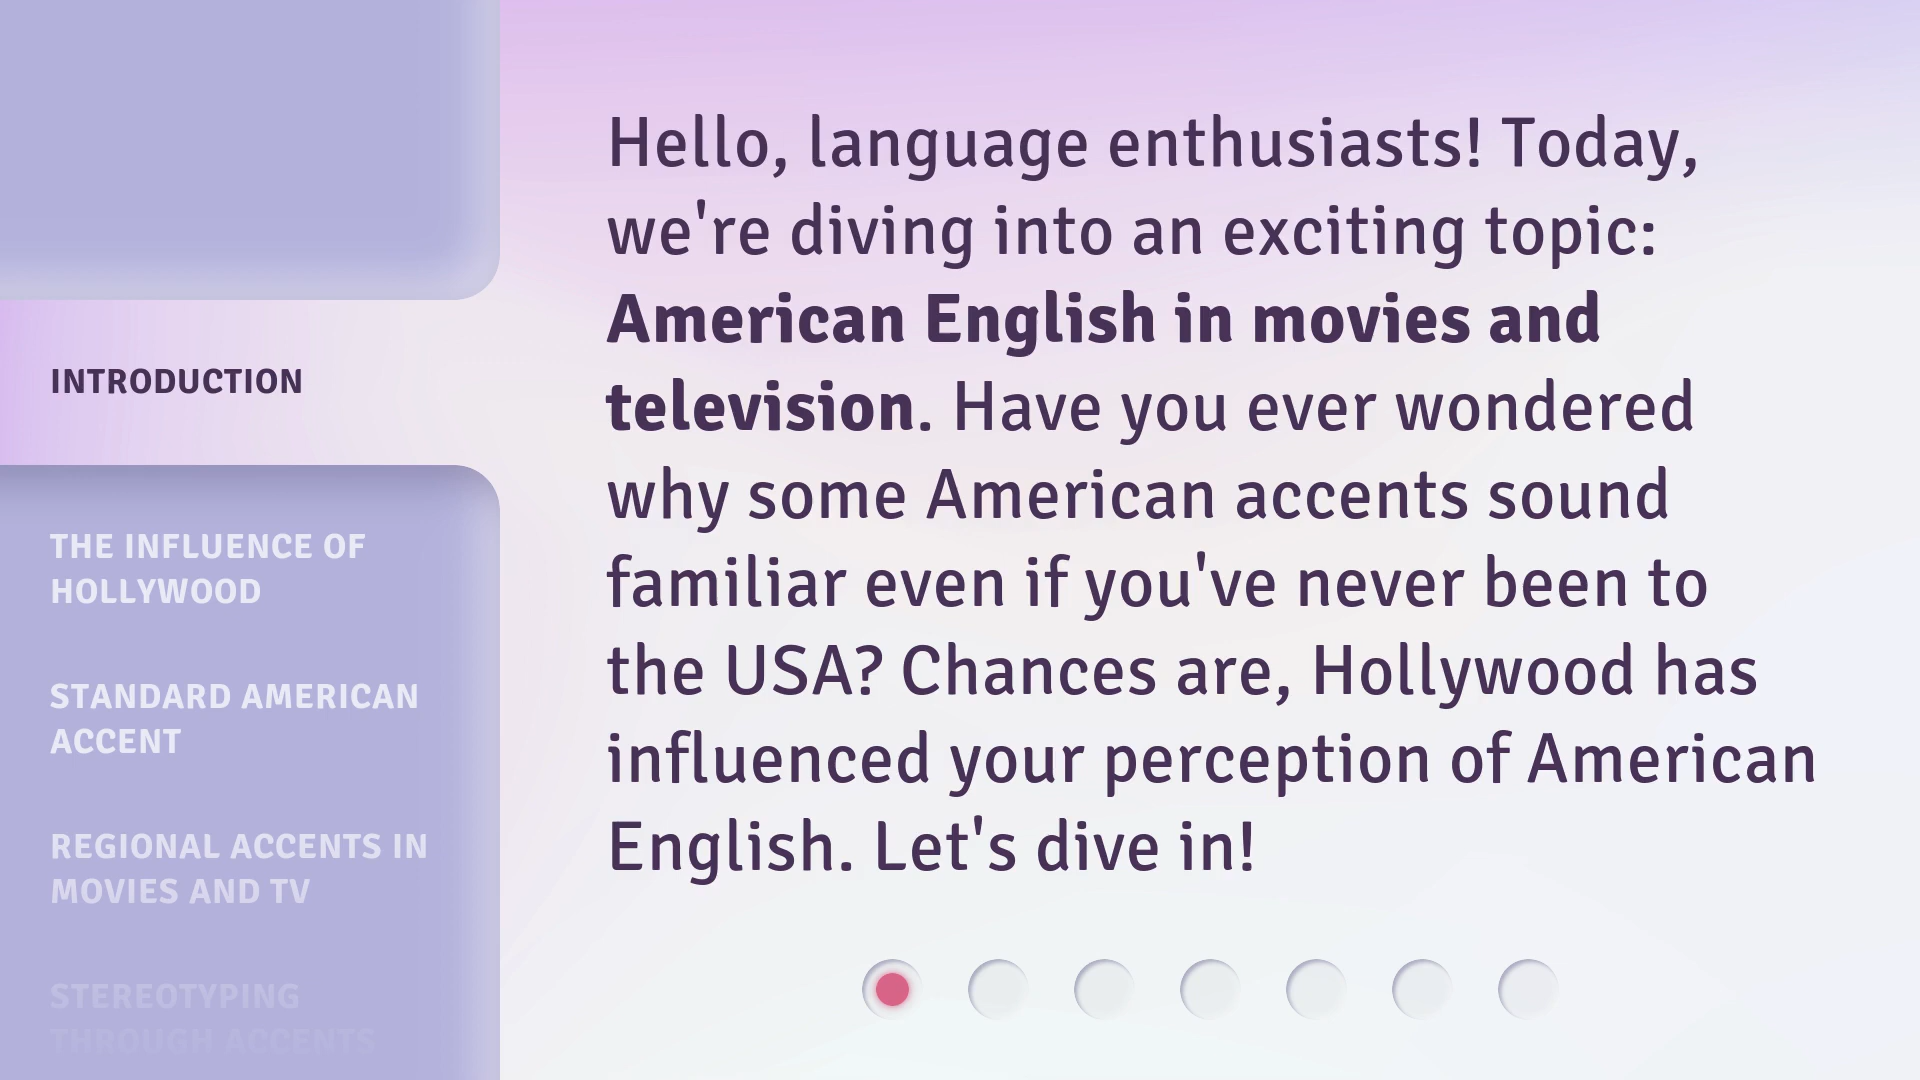 INTRODUCTION
THE INFLUENCE OF
HOLLYWOOD
STANDARD AMERICAN
ACCENT
REGIONAL ACCENTS IN
MOVIES AND TV
STEREOTYPING
THROUGH ACCENTS
Hello, language enthusiasts! Today,
we're diving into an exciting topic:
American English in movies and
television. Have you ever wondered
why some American accents sound
familiar even if you've never been to
the USA? Chances are, Hollywood has
influenced your perception of American
English. Let's dive in!